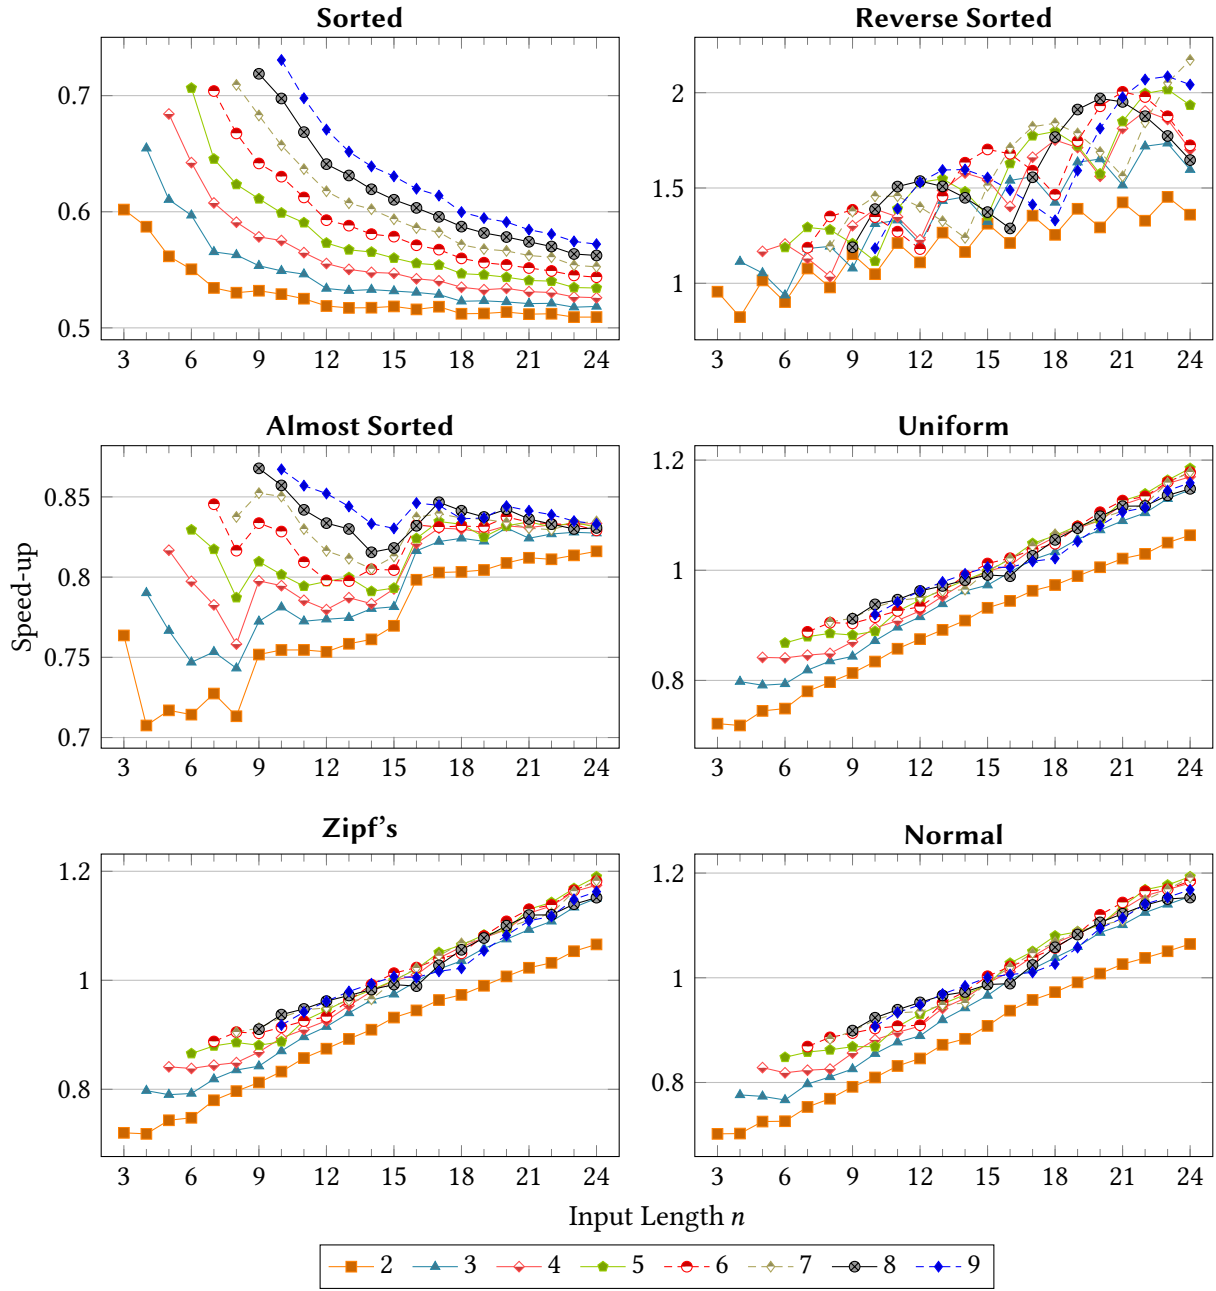 Sorted
Reverse Sorted
0.7
0.6
0.5
3 6 9 12 15 18 21 24
2
1.5
1
3 6 9 12 15 18 21 24
Almost Sorted
Uniform
Speed-up
0.85
0.8
0.75
0.7
3 6 9 12 15 18 21 24
1.2
1
0.8
3 6 9 12 15 18 21 24
Zipf's
Normal
1.2
1
0.8
3 6 9 12 15 18 21 24
1.2
1
0.8
3 6 9 12 15 18 21 24
Input Length n
2 3 4 5 6 7 8 9